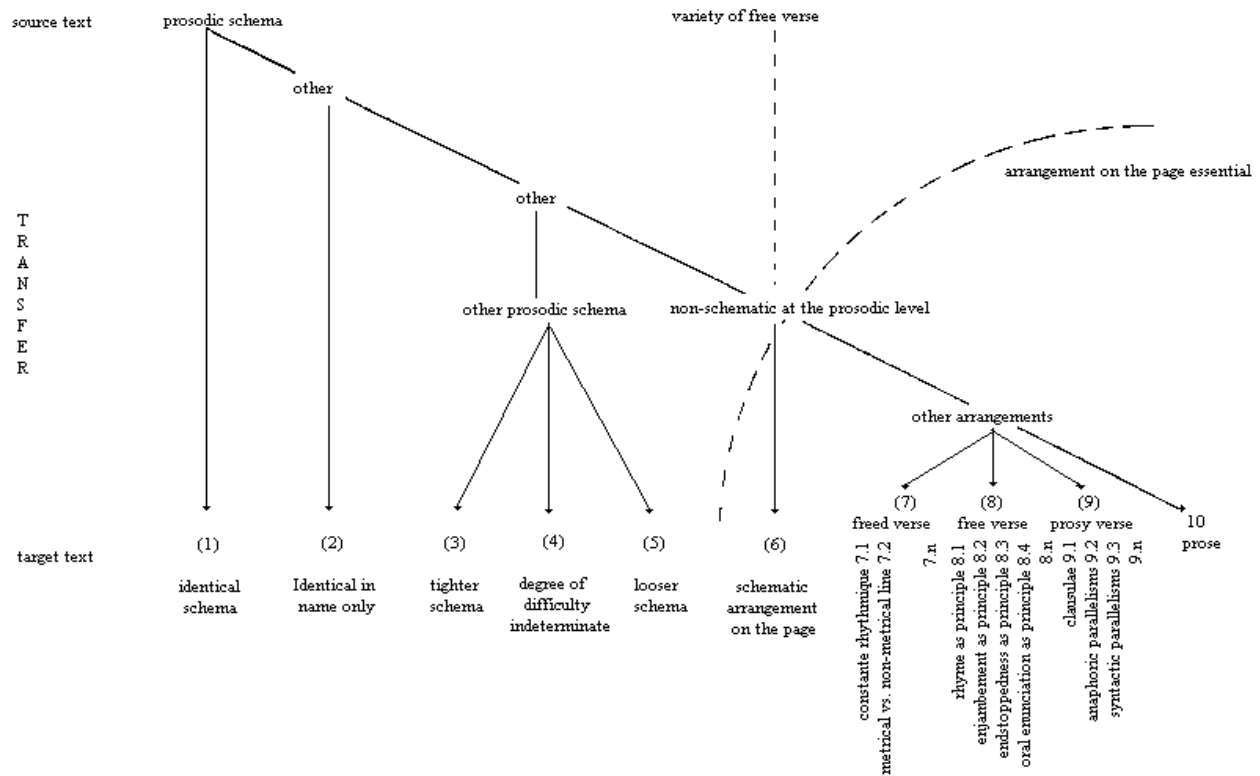 source text
prosodic schema
variety of free verse
other
arrangement on the page essential
other
TRANSFER
other prosodic schema
non-schematic at the prosodic level
other arrangements
target text
(1)
identical
schema
(2)
Identical in
name only
(3)
tighter
schema
(4)
degree of
difficulty
indeterminate
(5)
looser
schema
(6)
schematic
arrangement
on the page
(7)
freed verse
constante rhythmique 7.1
metrical vs. non-metrical line 7.2
7.n
(8)
free verse
rhyme as principle 8.1
enjambement as principle 8.2
endstoppedness as principle 8.3
oral enunciation as principle 8.4
8.n
(9)
prosy verse
clausulae 9.1
anaphoric parallelisms 9.2
syntactic parallelisms 9.3
9.n
10
prose